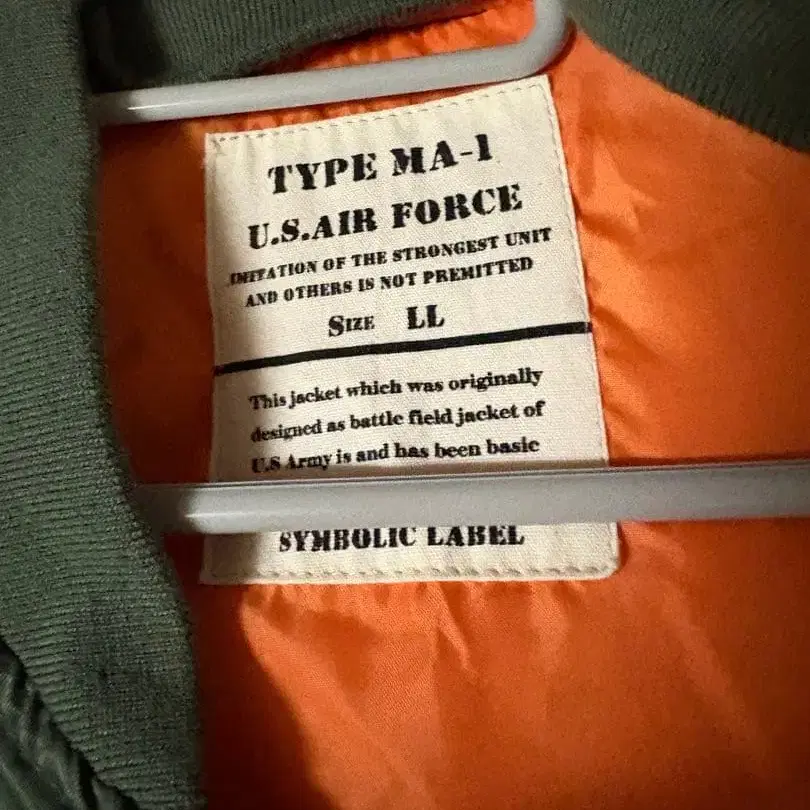 TYPE MA-1
U.S.AIR FORCE
IMITATION OF THE STRONGEST UNIT
AND OTHERS IS NOT PREMITTED
SIZE LL
This jacket which was originally
designed as battle field jacket of
U.S Army is and has been basic
SYMBOLIC LABEL